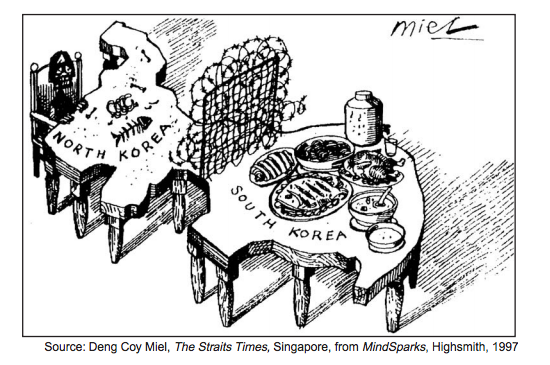 miel
NORTH KOREA
SOUTH KOREA
Source: Deng Coy Miel, The Straits Times, Singapore, from MindSparks, Highsmith, 1997